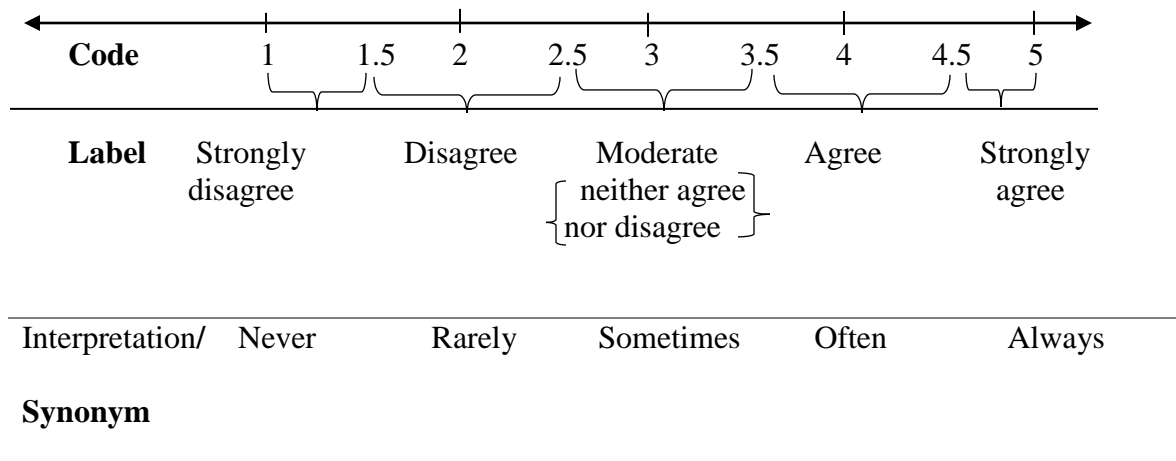 Code 1 1.5 2 2.5 3 3.5 4 4.5 5
Label Strongly Disagree Moderate Agree Strongly
disagree neither agree agree
nor disagree
Interpretation/ Never Rarely Sometimes Often Always
Synonym